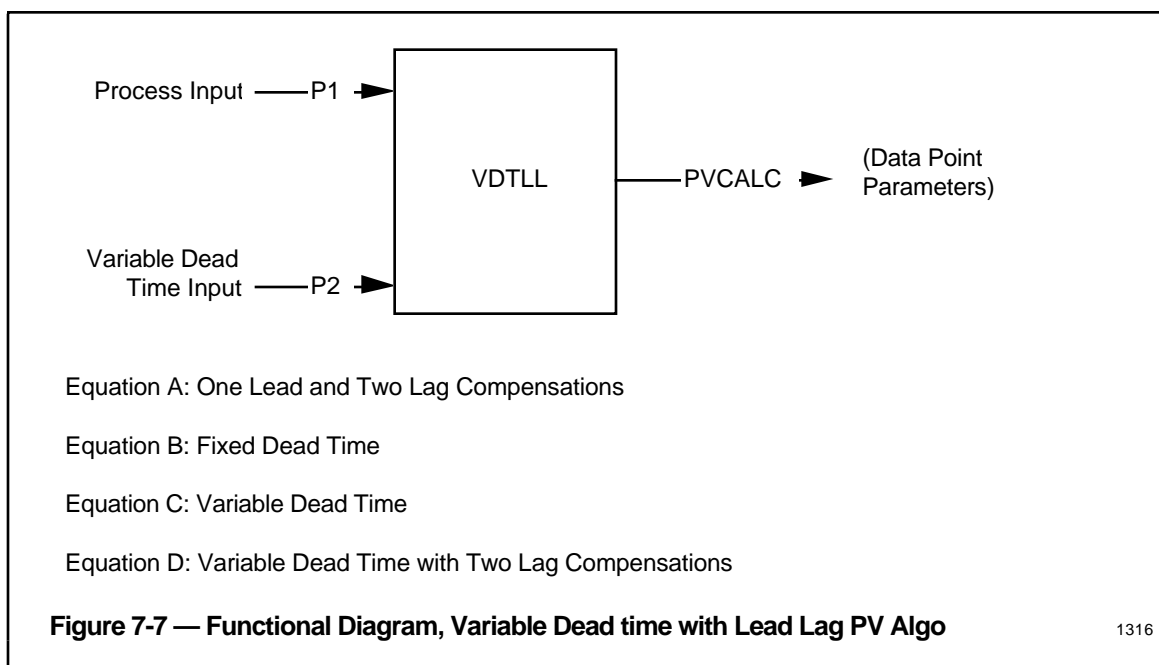 Process Input P1
VDTLL
PVCALC
(Data Point
Parameters)
Variable Dead
Time Input P2
Equation A: One Lead and Two Lag Compensations
Equation B: Fixed Dead Time
Equation C: Variable Dead Time
Equation D: Variable Dead Time with Two Lag Compensations
Figure 7-7 — Functional Diagram, Variable Dead time with Lead Lag PV Algo 1316